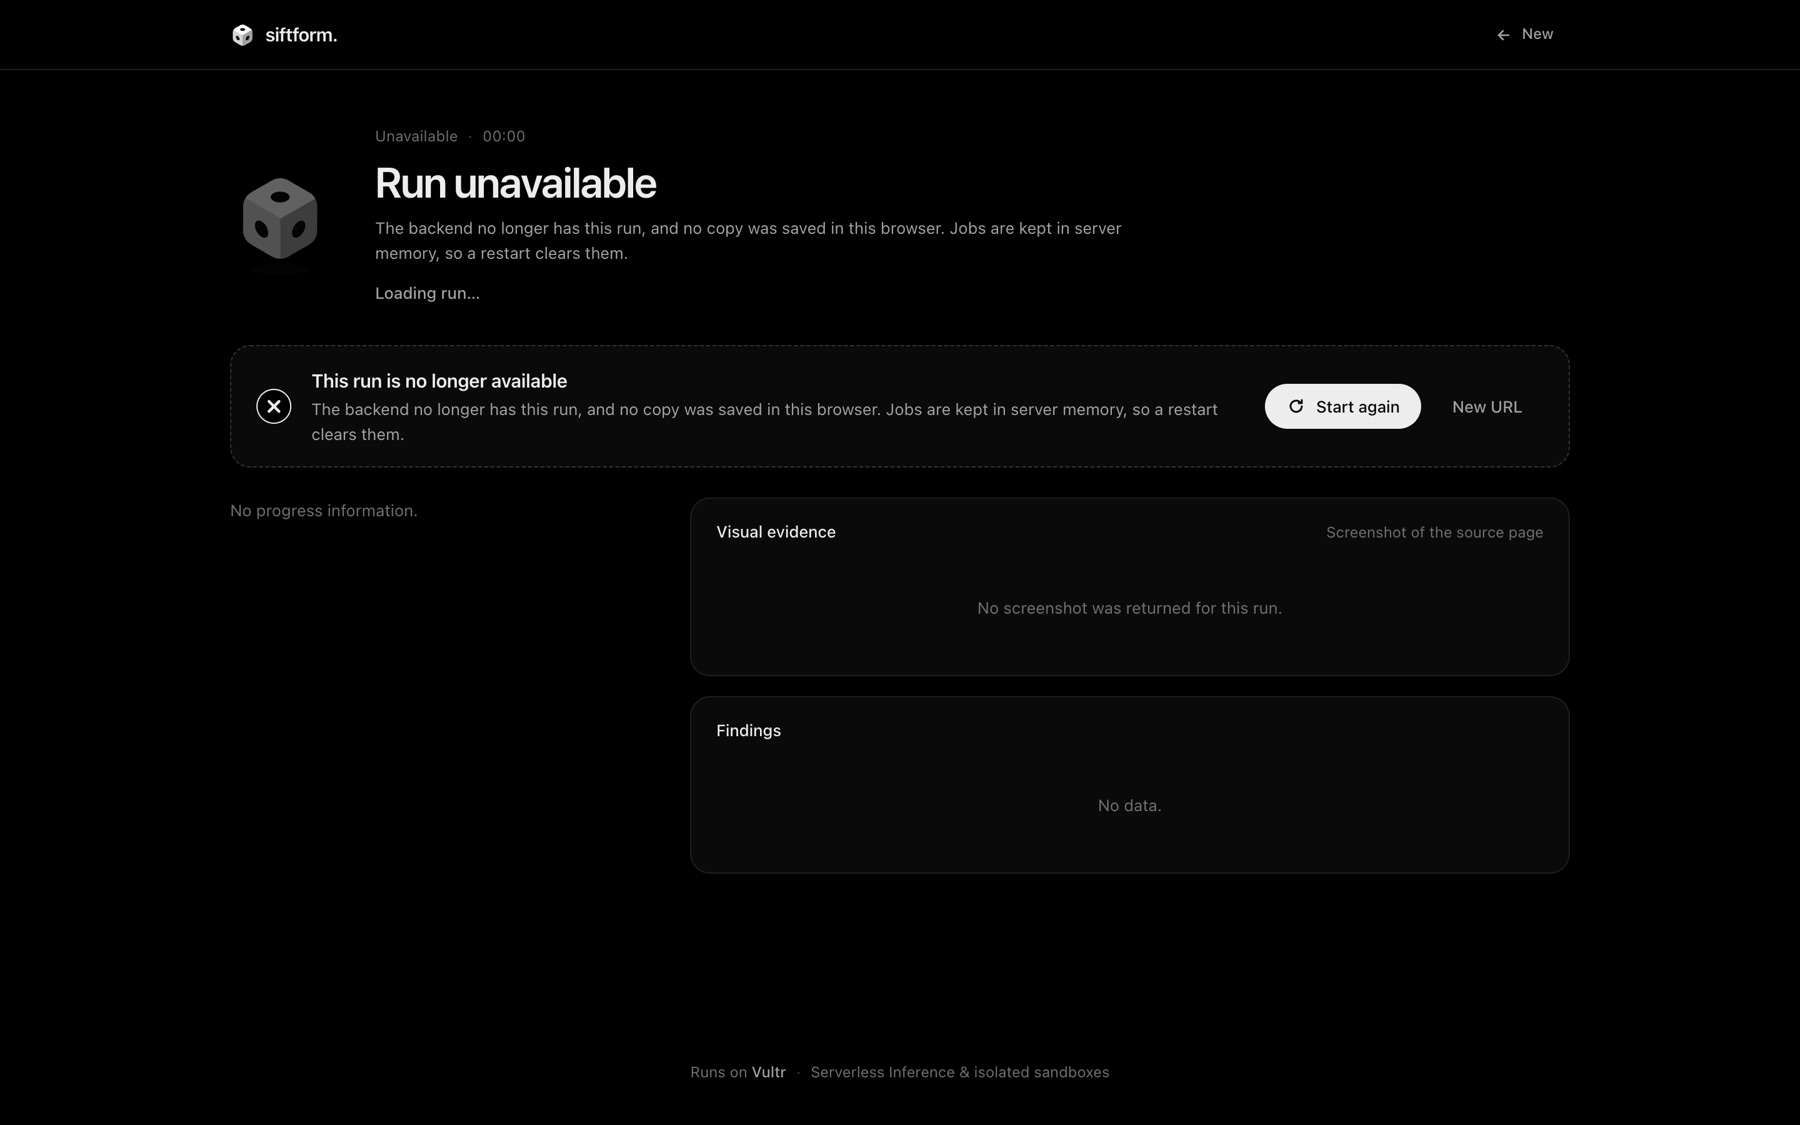 siftform.
← New
Unavailable · 00:00
Run unavailable
The backend no longer has this run, and no copy was saved in this browser. Jobs are kept in server
memory, so a restart clears them.
Loading run...
This run is no longer available
The backend no longer has this run, and no copy was saved in this browser. Jobs are kept in server memory, so a restart
clears them.
Start again
New URL
No progress information.
Visual evidence
Screenshot of the source page
No screenshot was returned for this run.
Findings
No data.
Runs on Vultr · Serverless Inference & isolated sandboxes